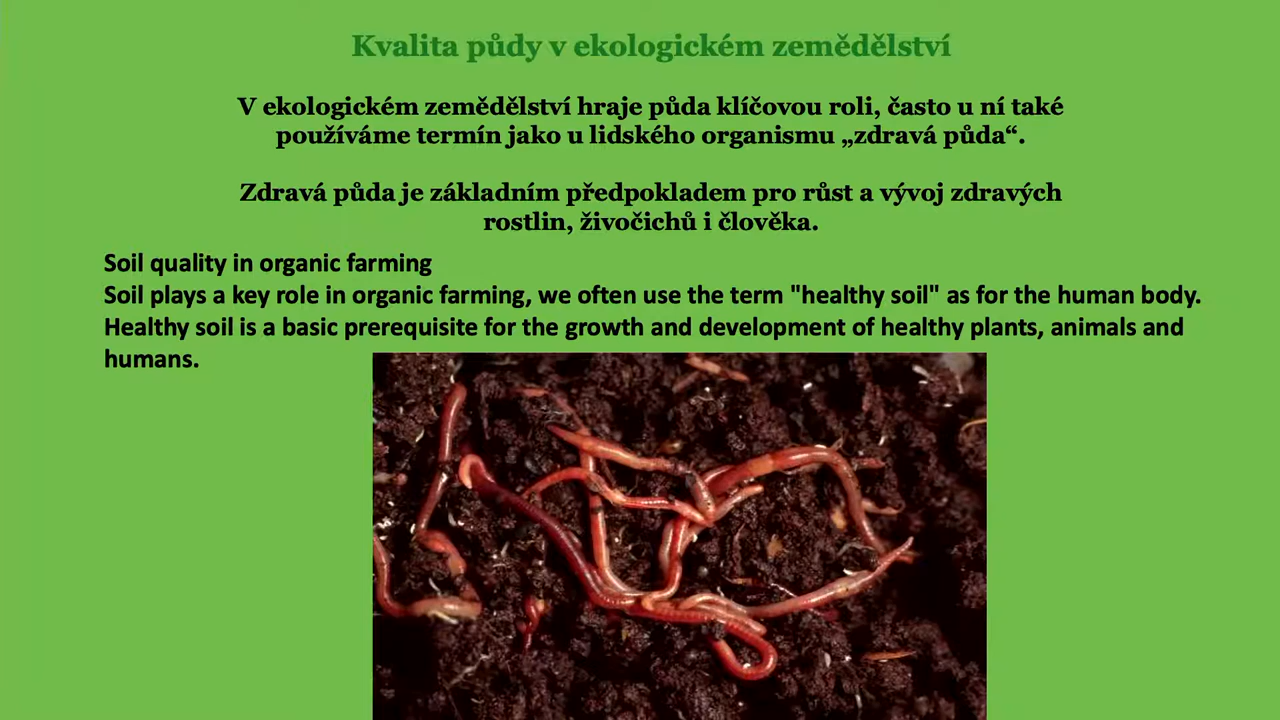 Kvalita půdy v ekologickém zemědělství
V ekologickém zemědělství hraje půda klíčovou roli, často u ní také
používáme termín jako u lidského organismu „zdravá půda“.
Zdravá půda je základním předpokladem pro růst a vývoj zdravých
rostlin, živočichů i člověka.
Soil quality in organic farming
Soil plays a key role in organic farming, we often use the term "healthy soil" as for the human body.
Healthy soil is a basic prerequisite for the growth and development of healthy plants, animals and
humans.